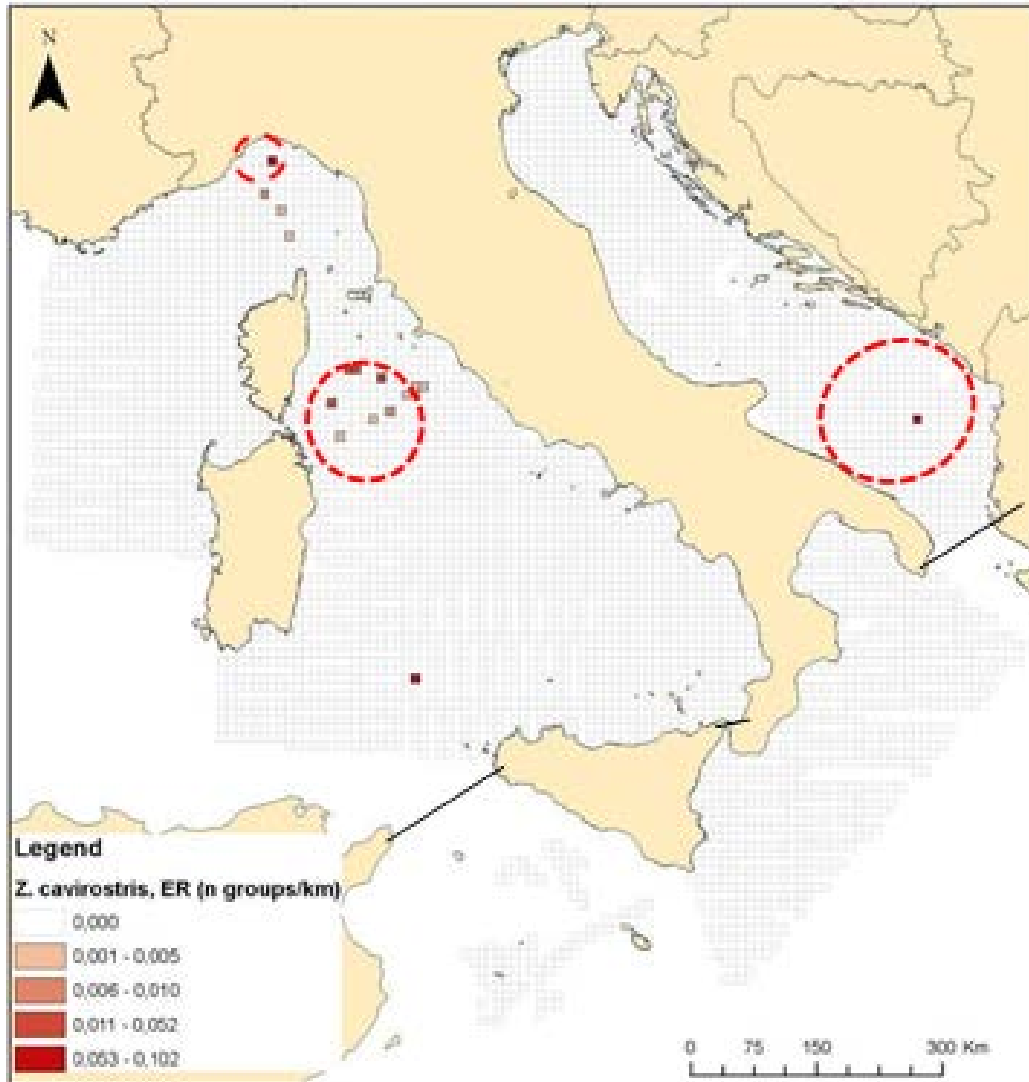 N
Legend
Z. cavirostris, ER (n groups/km)
0,000
0,001 - 0,005
0,006 - 0,010
0,011 - 0,052
0,053 - 0,102
0 75 150 300 Km